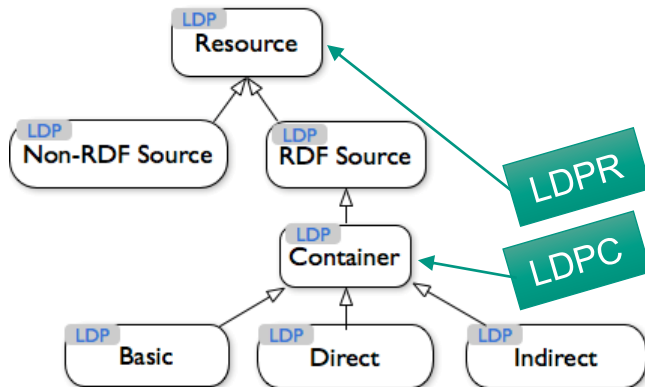 LDP
Resource
LDP
Non-RDF Source
LDP
RDF Source
LDPR
LDP
Container
LDPC
LDP
Basic
LDP
Direct
LDP
Indirect